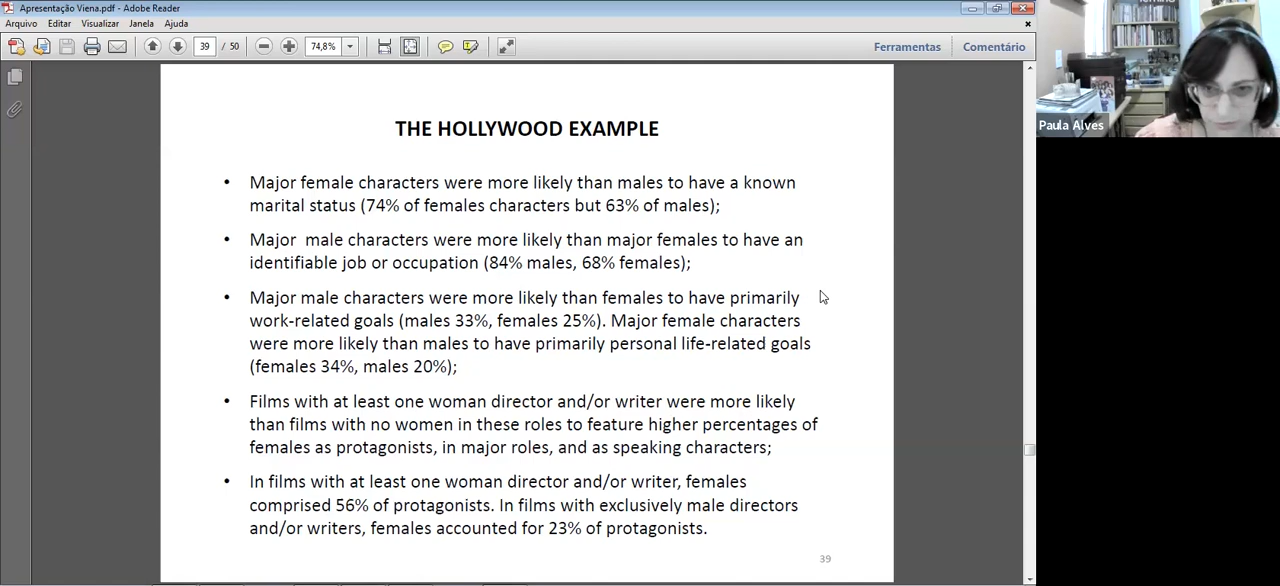 Apresentação Viena.pdf - Adobe Reader
Arquivo Editar Visualizar Janela Ajuda
39 / 50 74,8% Ferramentas Comentário
Paula Alves
THE HOLLYWOOD EXAMPLE
• Major female characters were more likely than males to have a known
marital status (74% of females characters but 63% of males);
• Major male characters were more likely than major females to have an
identifiable job or occupation (84% males, 68% females);
• Major male characters were more likely than females to have primarily
work-related goals (males 33%, females 25%). Major female characters
were more likely than males to have primarily personal life-related goals
(females 34%, males 20%);
• Films with at least one woman director and/or writer were more likely
than films with no women in these roles to feature higher percentages of
females as protagonists, in major roles, and as speaking characters;
• In films with at least one woman director and/or writer, females
comprised 56% of protagonists. In films with exclusively male directors
and/or writers, females accounted for 23% of protagonists.
39